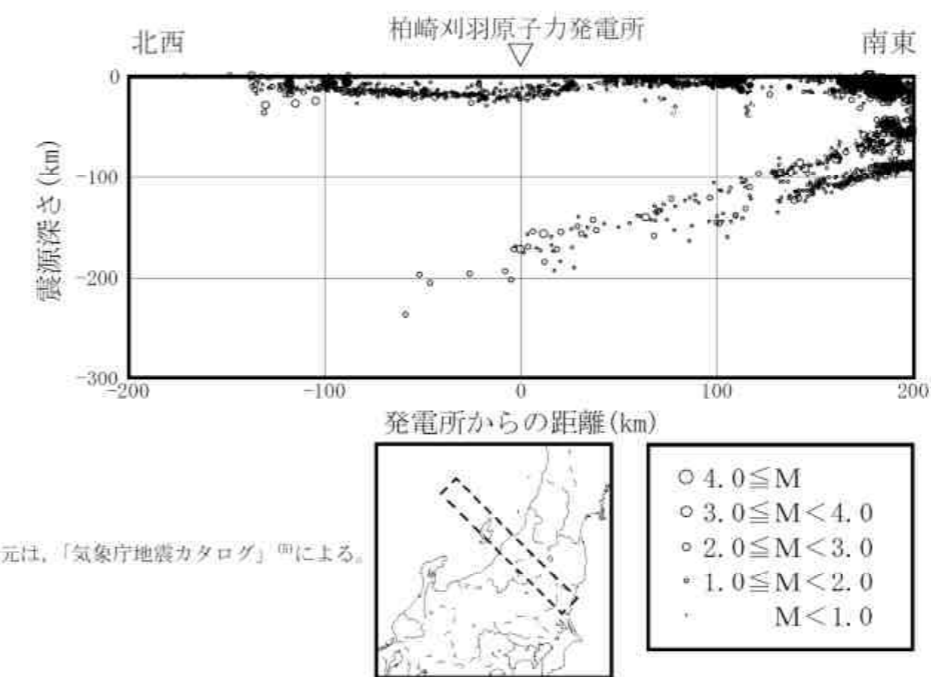 柏崎刈羽原子力発電所
北西
南東
▽
0
-100
-200
-300
震源深さ(km)
-200
-100
0
100
200
発電所からの距離(km)
元は,「気象庁地震カタログ」による。
○ 4.0≦M
○ 3.0≦M<4.0
○ 2.0≦M<3.0
∘ 1.0≦M<2.0
M<1.0